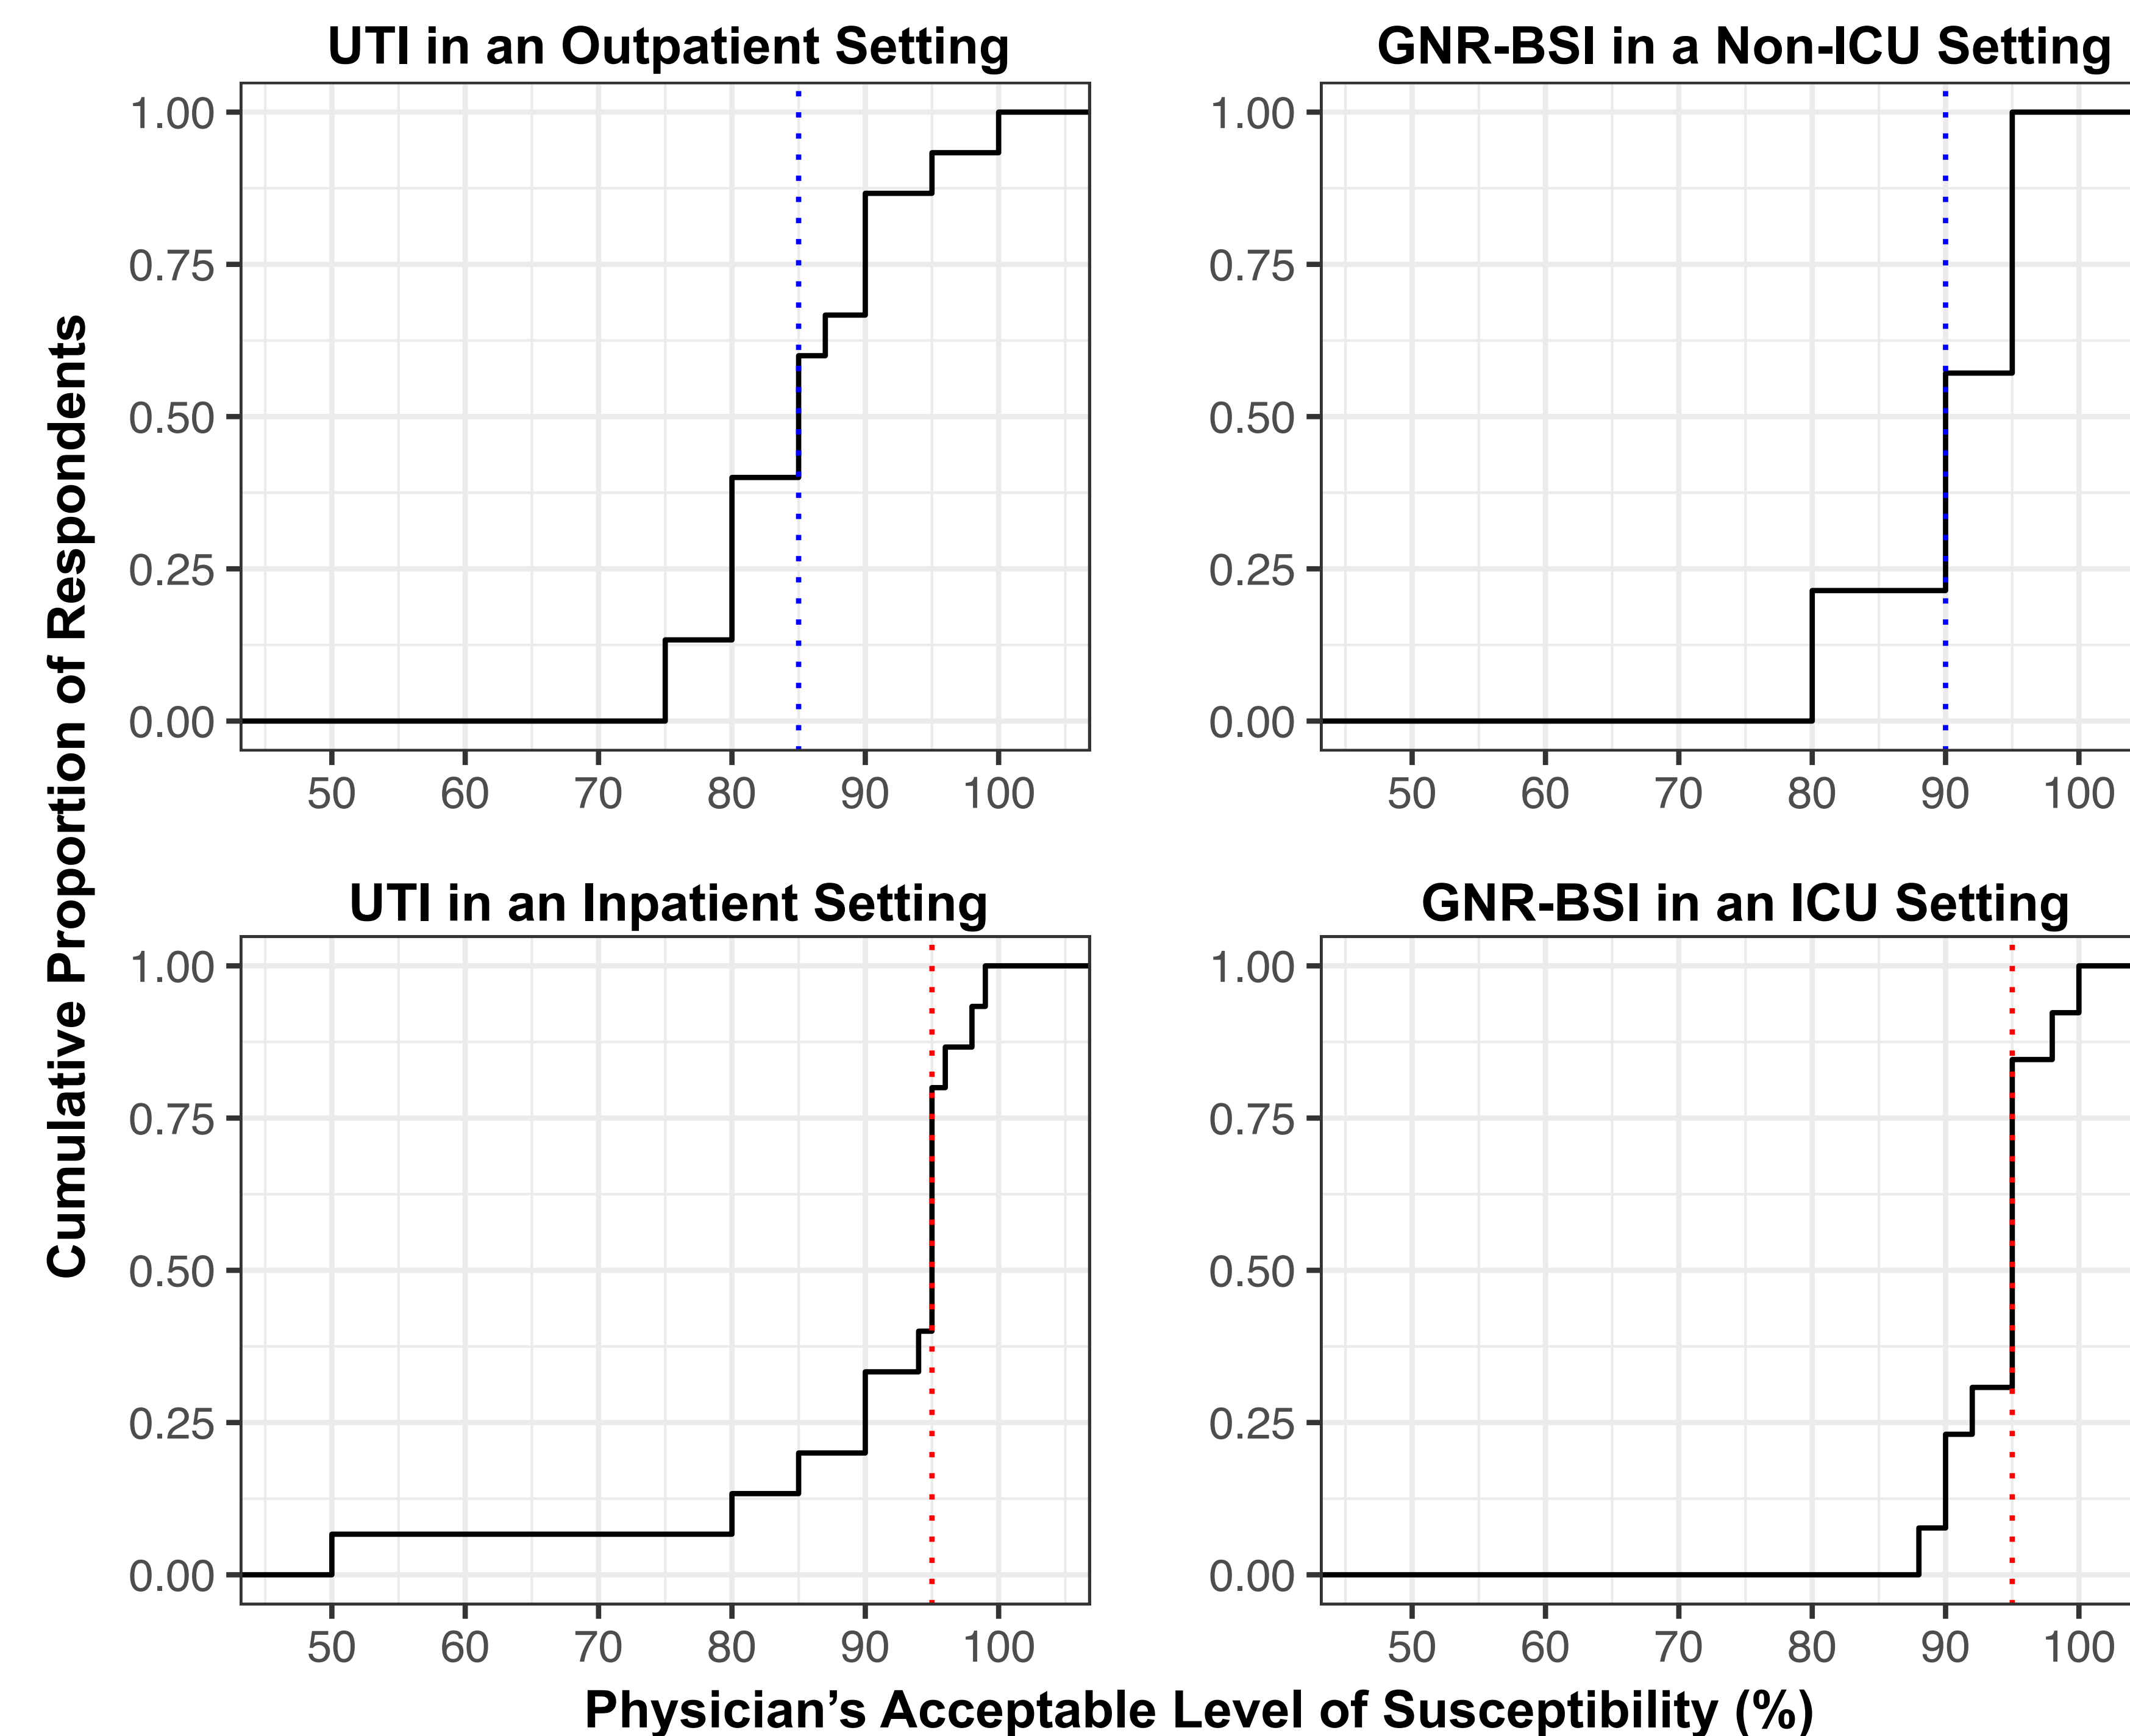 UTI in an Outpatient Setting
GNR-BSI in a Non-ICU Setting
1.00
0.75
0.50
0.25
0.00
50 60 70 80 90 100
1.00
0.75
0.50
0.25
0.00
50 60 70 80 90 100
Cumulative Proportion of Respondents
UTI in an Inpatient Setting
GNR-BSI in an ICU Setting
1.00
0.75
0.50
0.25
0.00
50 60 70 80 90 100
1.00
0.75
0.50
0.25
0.00
50 60 70 80 90 100
Physician’s Acceptable Level of Susceptibility (%)